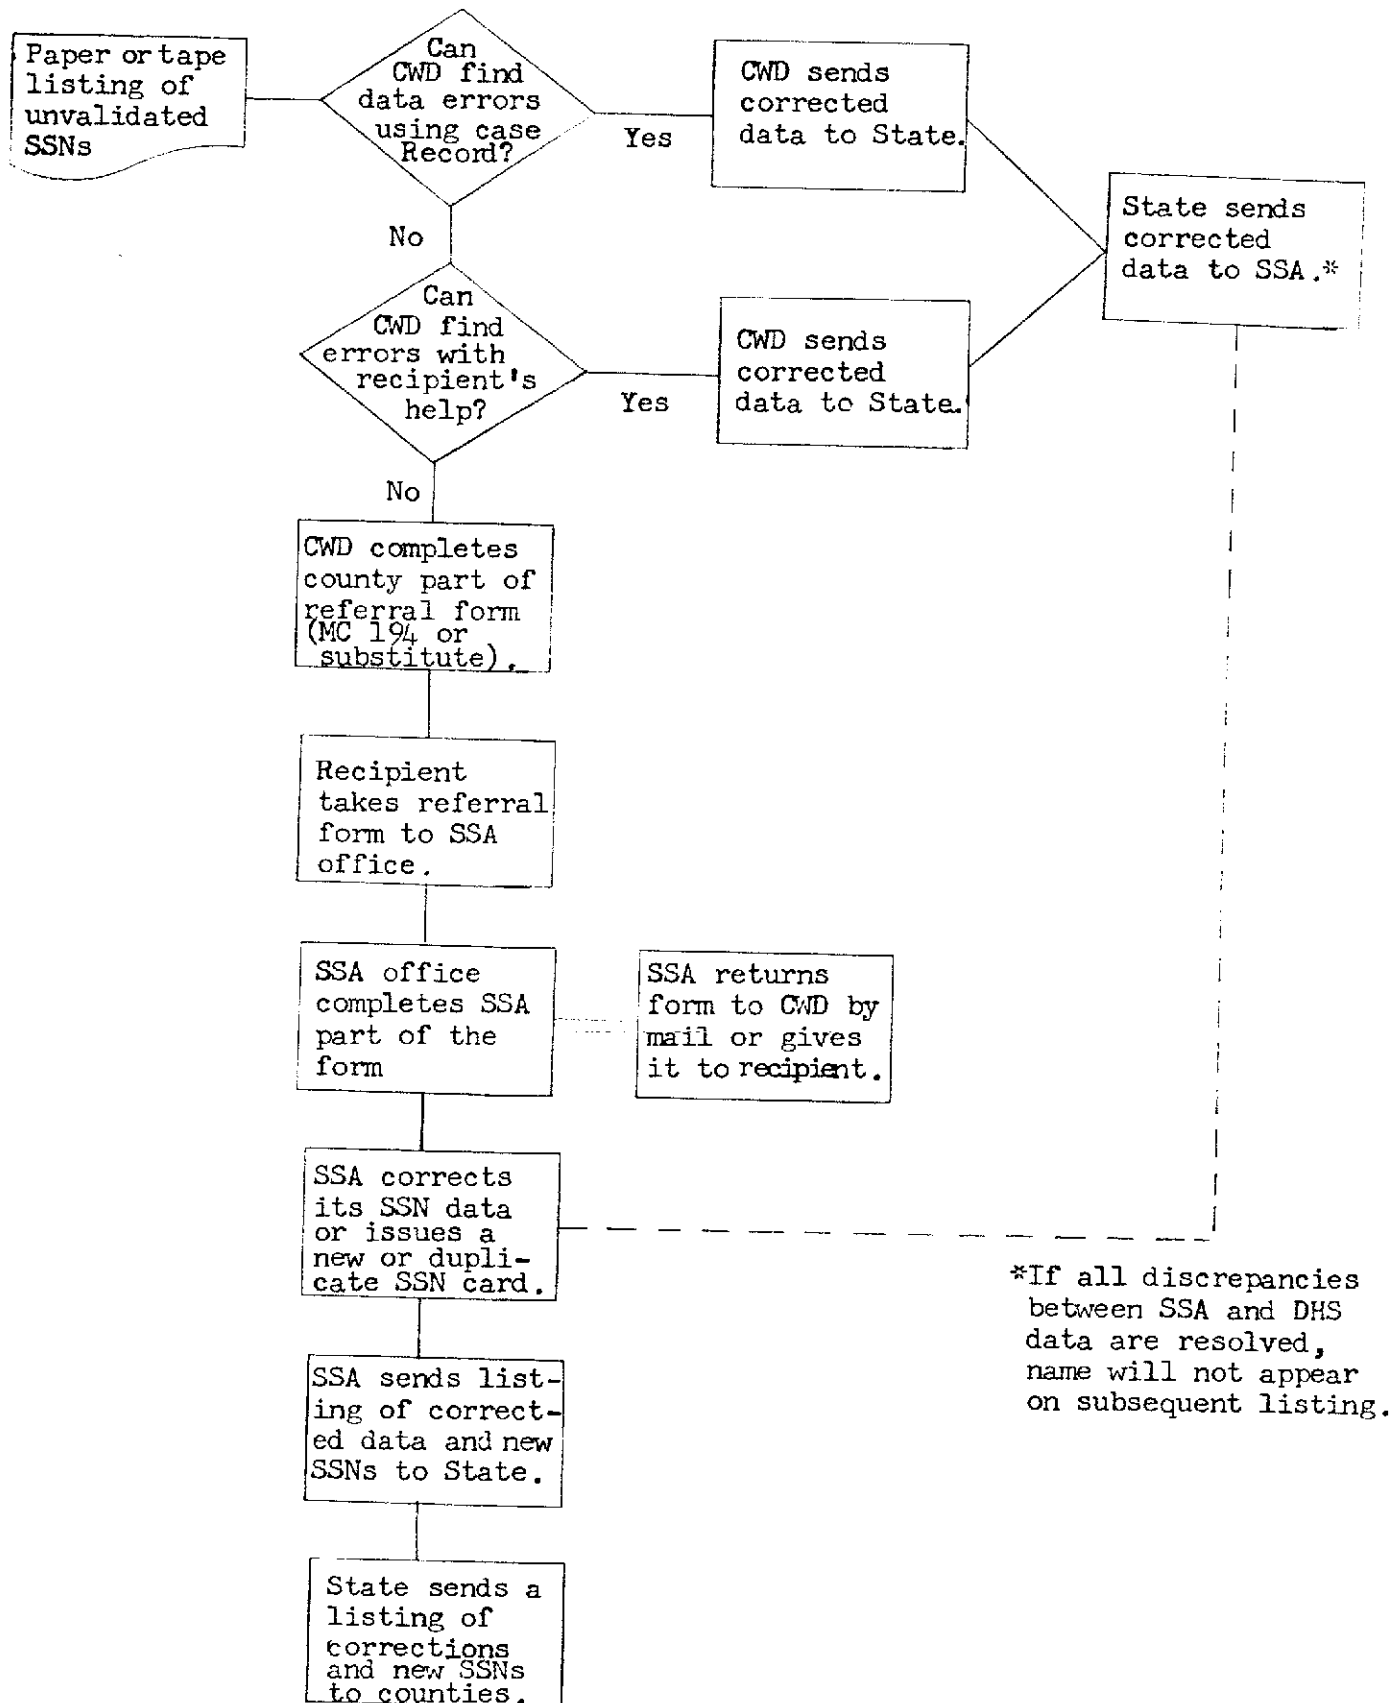 Paper or tape
listing of
unvalidated
SSNs
Can
CWD find
data errors
using case
Record?
Yes
CWD sends
corrected
data to State.
State sends
corrected
data to SSA.*
No
Can
CWD find
errors with
recipient's
help?
Yes
CWD sends
corrected
data to State.
No
CWD completes
county part of
referral form
(MC 194 or
substitute).
Recipient
takes referral
form to SSA
office.
SSA office
completes SSA
part of the
form
SSA returns
form to CWD by
mail or gives
it to recipient.
SSA corrects
its SSN data
or issues a
new or dupli-
cate SSN card.
*If all discrepancies
between SSA and DHS
data are resolved,
name will not appear
on subsequent listing.
SSA sends list-
ing of correct-
ed data and new
SSNs to State.
State sends a
listing of
corrections
and new SSNs
to counties.